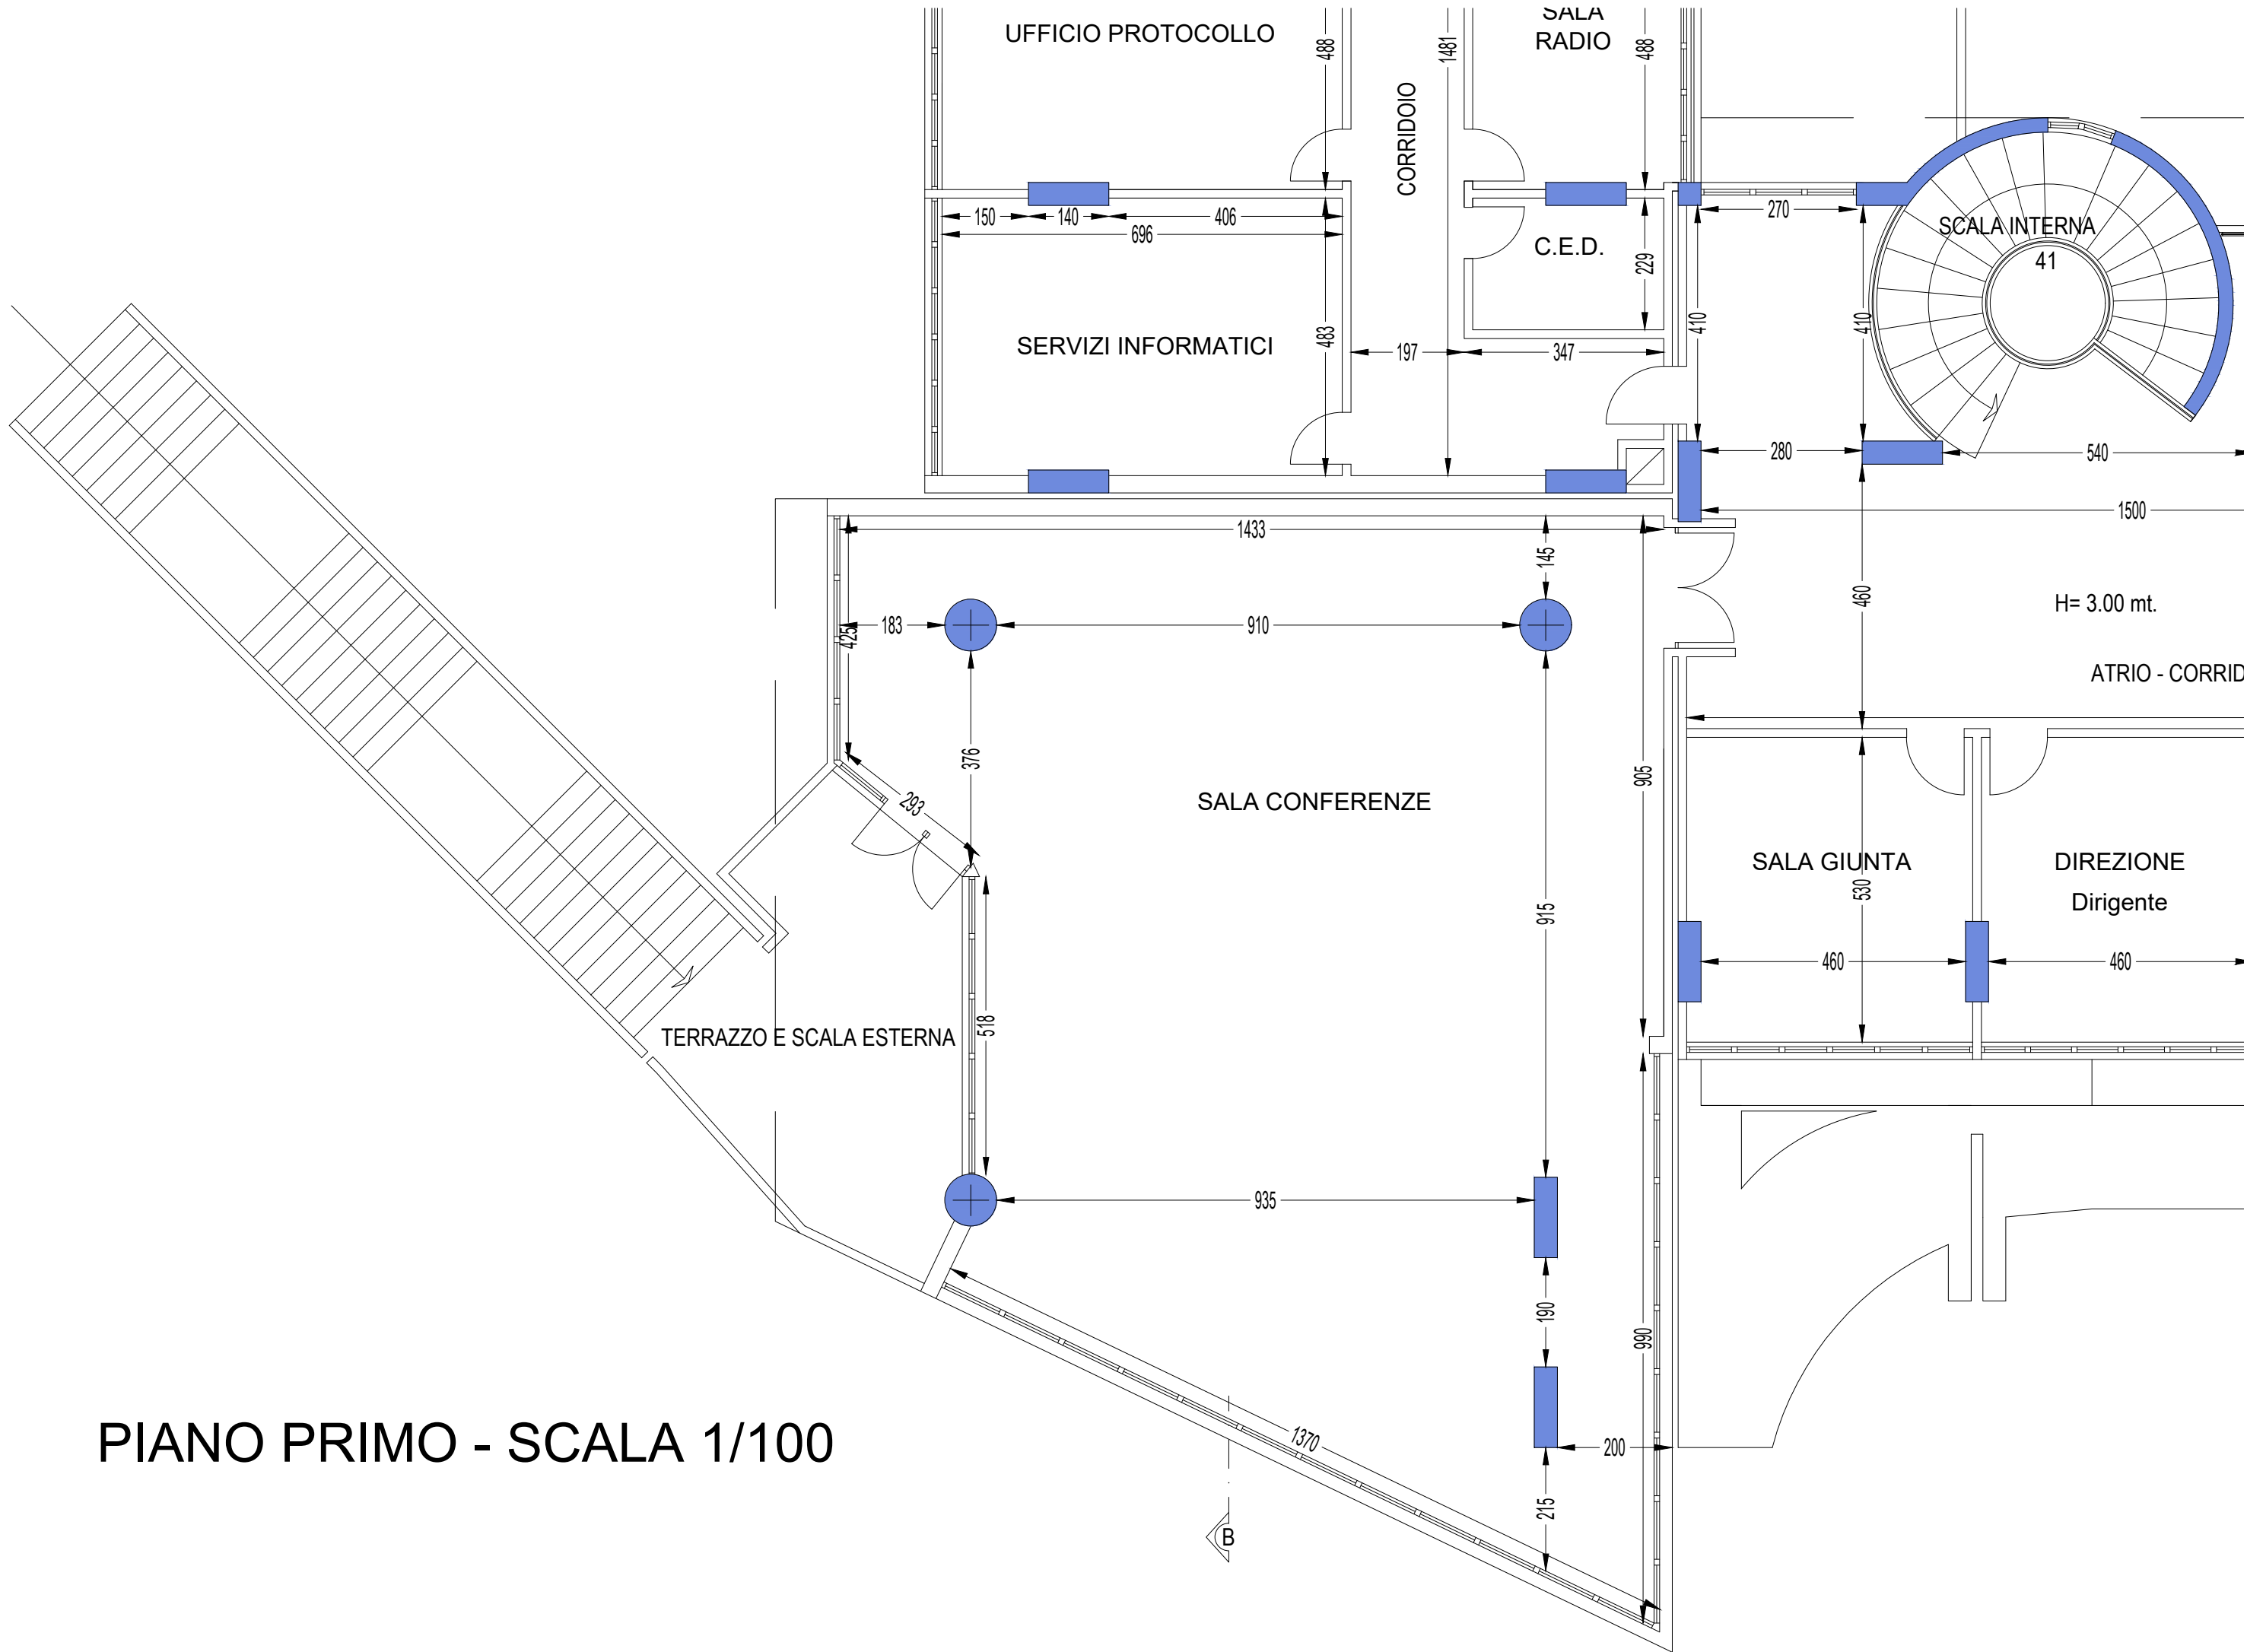 SALA
UFFICIO PROTOCOLLO
RADIO
488
1481
488
CORRIDOIO
150
140
406
270
696
SCALA INTERNA
C.E.D.
229
41
410
410
483
SERVIZI INFORMATICI
197
347
280
540
1500
1433
145
460
H= 3.00 mt.
183
910
425
ATRIO - CORRID
376
905
293
SALA CONFERENZE
SALA GIUNTA
DIREZIONE
530
Dirigente
915
460
460
518
TERRAZZO E SCALA ESTERNA
935
190
990
PIANO PRIMO - SCALA 1/100
1370
200
215
B